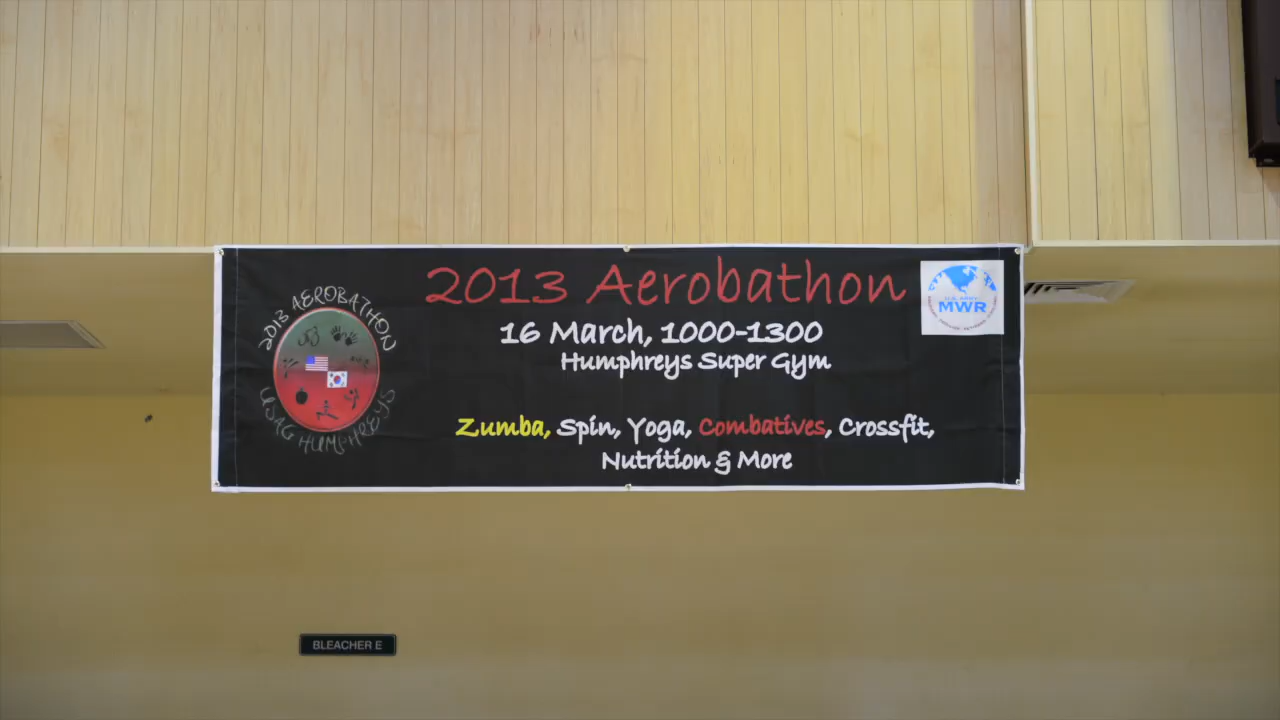 2013 Aerobathon
16 March, 1000-1300
Humphreys Super Gym
Zumba, Spin, Yoga, Combatives, Crossfit,
Nutrition & More
2013 AEROBATHON
USAG HUMPHREYS
U.S. ARMY
MWR
BLEACHER E